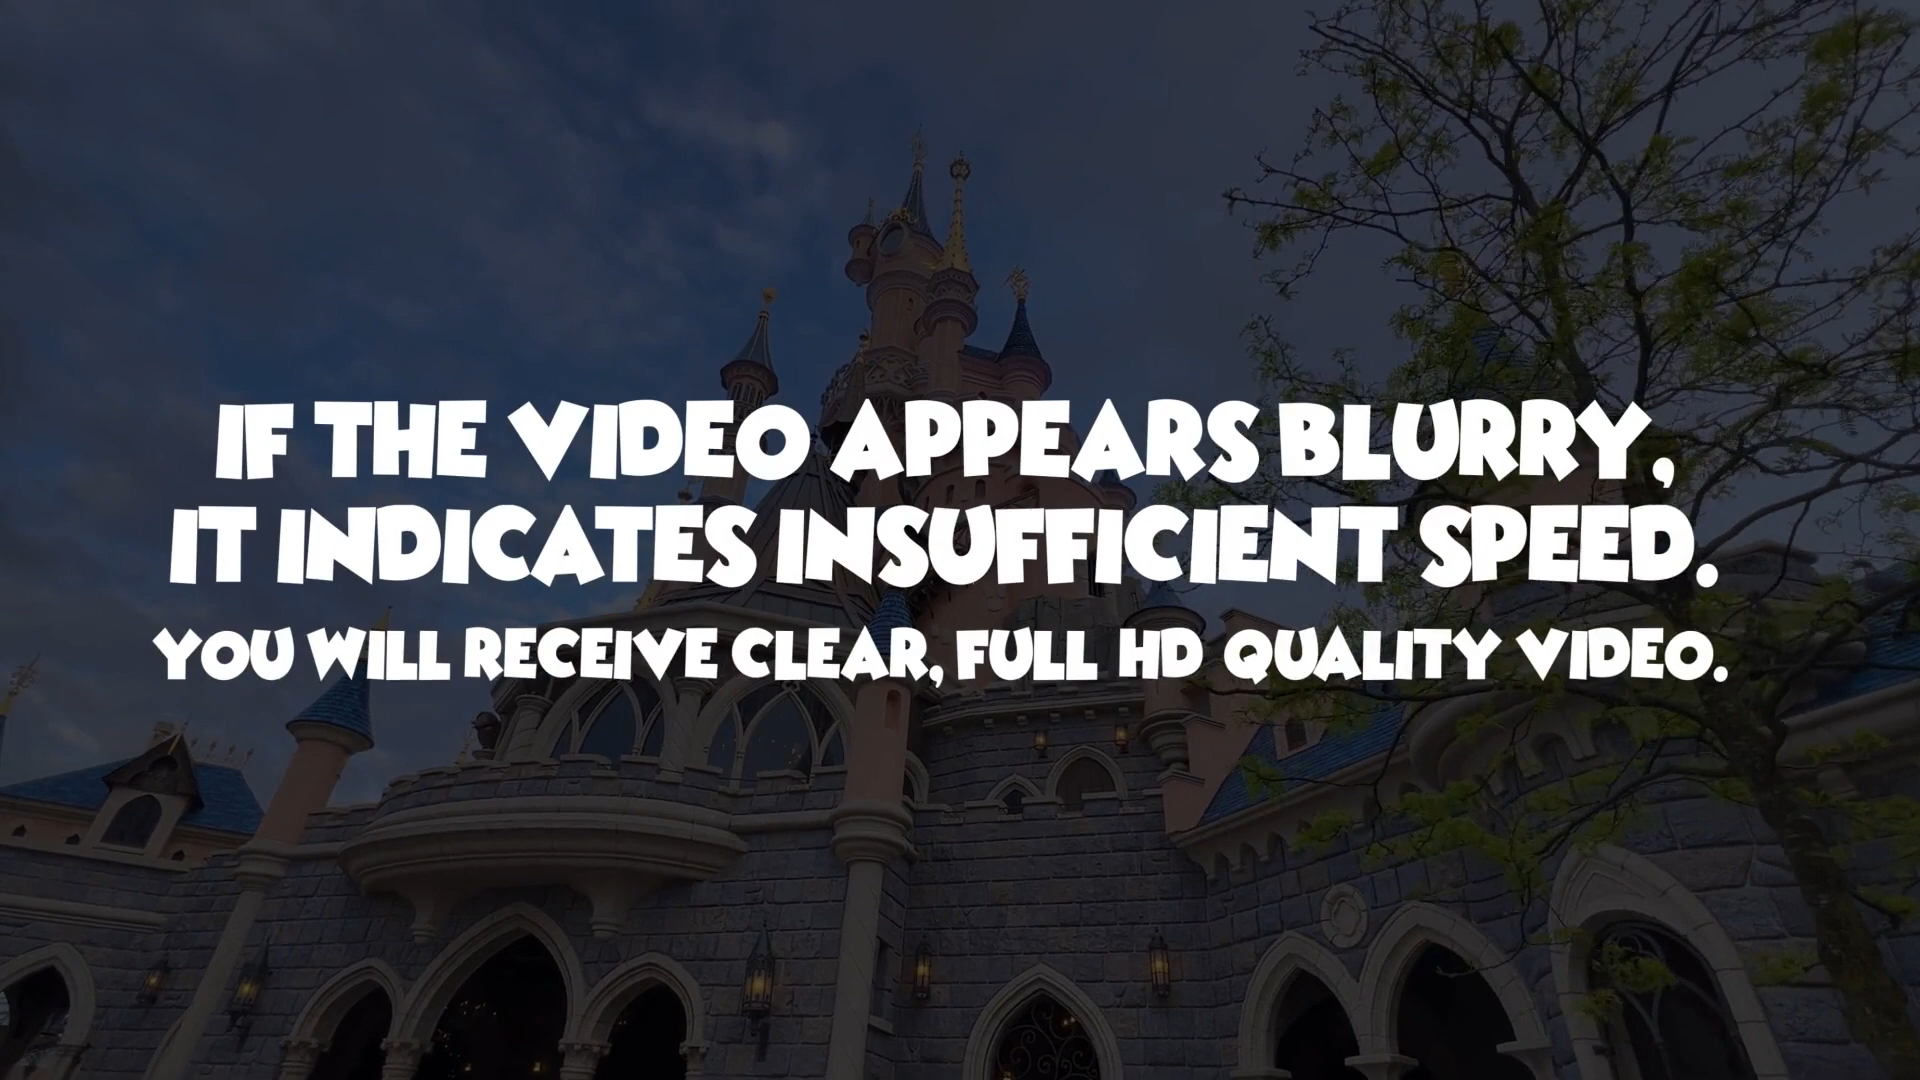 IF THE VIDEO APPEARS BLURRY,
IT INDICATES INSUFFICIENT SPEED.
YOU WILL RECEIVE CLEAR, FULL HD QUALITY VIDEO.